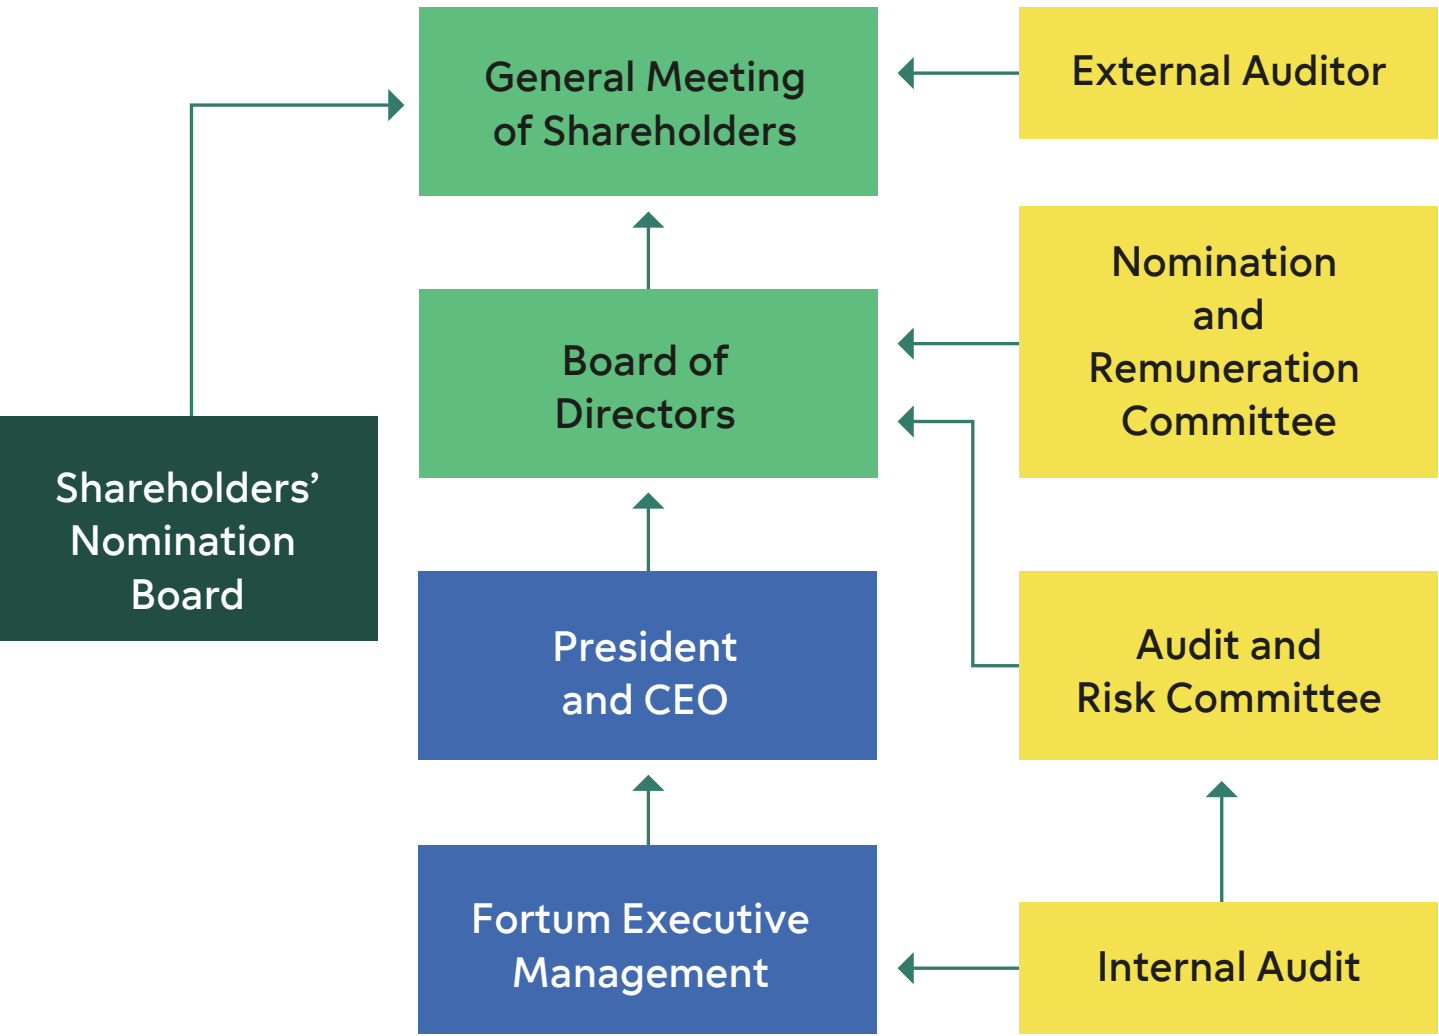 General Meeting
of Shareholders
External Auditor
Board of
Directors
Nomination
and
Remuneration
Committee
Shareholders’
Nomination
Board
President
and CEO
Audit and
Risk Committee
Fortum Executive
Management
Internal Audit